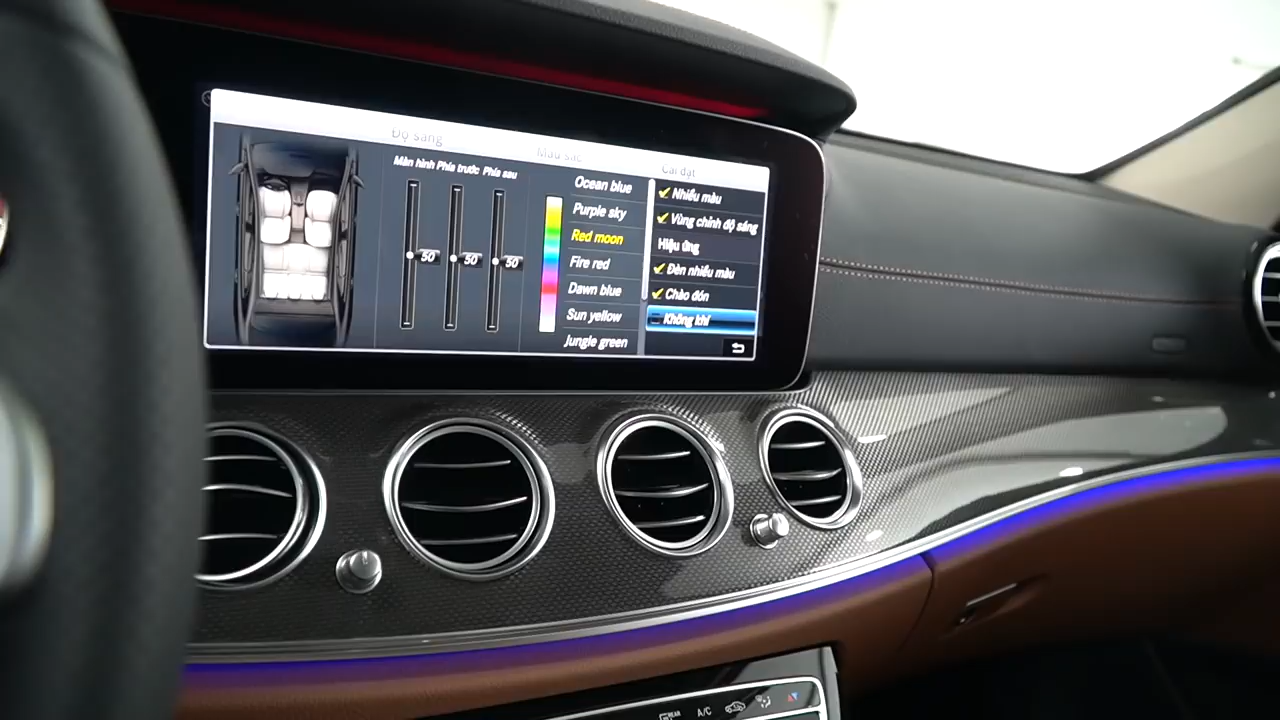 Độ sáng
Màu sắc
Cài đặt
Màn hình Phía trước Phía sau
50
50
50
Ocean blue
Purple sky
Red moon
Fire red
Dawn blue
Sun yellow
Jungle green
Nhiều màu
Vùng chỉnh độ sáng
Hiệu ứng
Đèn nhiều màu
Chào đón
Không khí
REAR
A/C